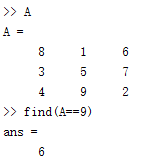 >> A
A =
8 1 6
3 5 7
4 9 2
>> find(A==9)
ans =
6